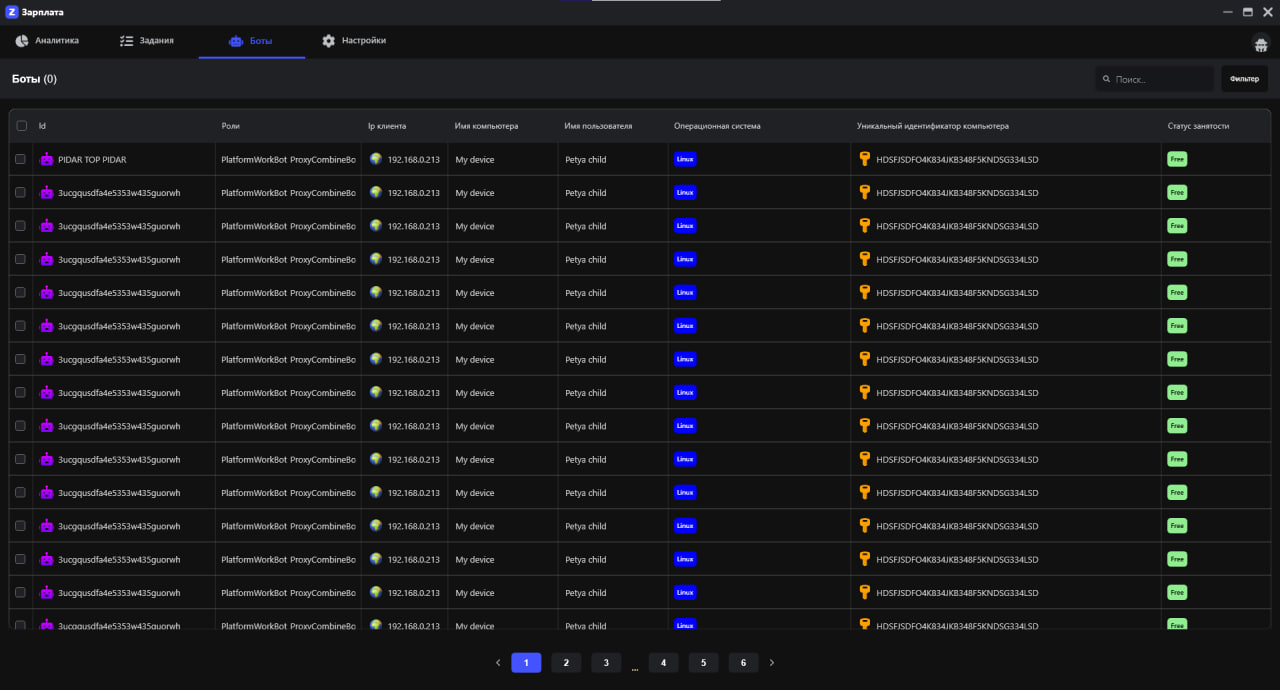 Z Зарплата
Аналитика Задания Боты Настройки
Боты (0) Поиск.. Фильтер
Id Роли Ip клиента Имя компьютера Имя пользователя Операционная система Уникальный идентификатор компьютера Статус занятости
PIDAR TOP PIDAR PlatformWorkBot ProxyCombineBo 192.168.0.213 My device Petya child Linux HDSFJSDFO4K834JKB348F5KNDSG334LSD Free
3ucgqusdfa4e5353w435guorwh PlatformWorkBot ProxyCombineBo 192.168.0.213 My device Petya child Linux HDSFJSDFO4K834JKB348F5KNDSG334LSD Free
3ucgqusdfa4e5353w435guorwh PlatformWorkBot ProxyCombineBo 192.168.0.213 My device Petya child Linux HDSFJSDFO4K834JKB348F5KNDSG334LSD Free
3ucgqusdfa4e5353w435guorwh PlatformWorkBot ProxyCombineBo 192.168.0.213 My device Petya child Linux HDSFJSDFO4K834JKB348F5KNDSG334LSD Free
3ucgqusdfa4e5353w435guorwh PlatformWorkBot ProxyCombineBo 192.168.0.213 My device Petya child Linux HDSFJSDFO4K834JKB348F5KNDSG334LSD Free
3ucgqusdfa4e5353w435guorwh PlatformWorkBot ProxyCombineBo 192.168.0.213 My device Petya child Linux HDSFJSDFO4K834JKB348F5KNDSG334LSD Free
3ucgqusdfa4e5353w435guorwh PlatformWorkBot ProxyCombineBo 192.168.0.213 My device Petya child Linux HDSFJSDFO4K834JKB348F5KNDSG334LSD Free
3ucgqusdfa4e5353w435guorwh PlatformWorkBot ProxyCombineBo 192.168.0.213 My device Petya child Linux HDSFJSDFO4K834JKB348F5KNDSG334LSD Free
3ucgqusdfa4e5353w435guorwh PlatformWorkBot ProxyCombineBo 192.168.0.213 My device Petya child Linux HDSFJSDFO4K834JKB348F5KNDSG334LSD Free
3ucgqusdfa4e5353w435guorwh PlatformWorkBot ProxyCombineBo 192.168.0.213 My device Petya child Linux HDSFJSDFO4K834JKB348F5KNDSG334LSD Free
3ucgqusdfa4e5353w435guorwh PlatformWorkBot ProxyCombineBo 192.168.0.213 My device Petya child Linux HDSFJSDFO4K834JKB348F5KNDSG334LSD Free
3ucgqusdfa4e5353w435guorwh PlatformWorkBot ProxyCombineBo 192.168.0.213 My device Petya child Linux HDSFJSDFO4K834JKB348F5KNDSG334LSD Free
3ucgqusdfa4e5353w435guorwh PlatformWorkBot ProxyCombineBo 192.168.0.213 My device Petya child Linux HDSFJSDFO4K834JKB348F5KNDSG334LSD Free
3ucgqusdfa4e5353w435guorwh PlatformWorkBot ProxyCombineBo 192.168.0.213 My device Petya child Linux HDSFJSDFO4K834JKB348F5KNDSG334LSD Free
3ucgqusdfa4e5353w435guorwh PlatformWorkBot ProxyCombineBo 192.168.0.213 My device Petya child Linux HDSFJSDFO4K834JKB348F5KNDSG334LSD Free
1 2 3 ... 4 5 6